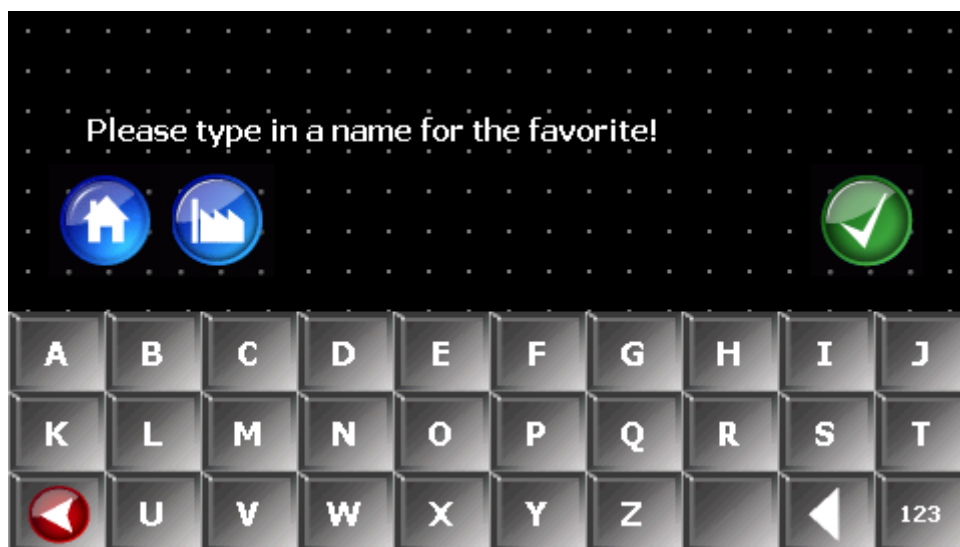 Please type in a name for the favorite!
A B C D E F G H I J
K L M N O P Q R S T
U V W X Y Z 123